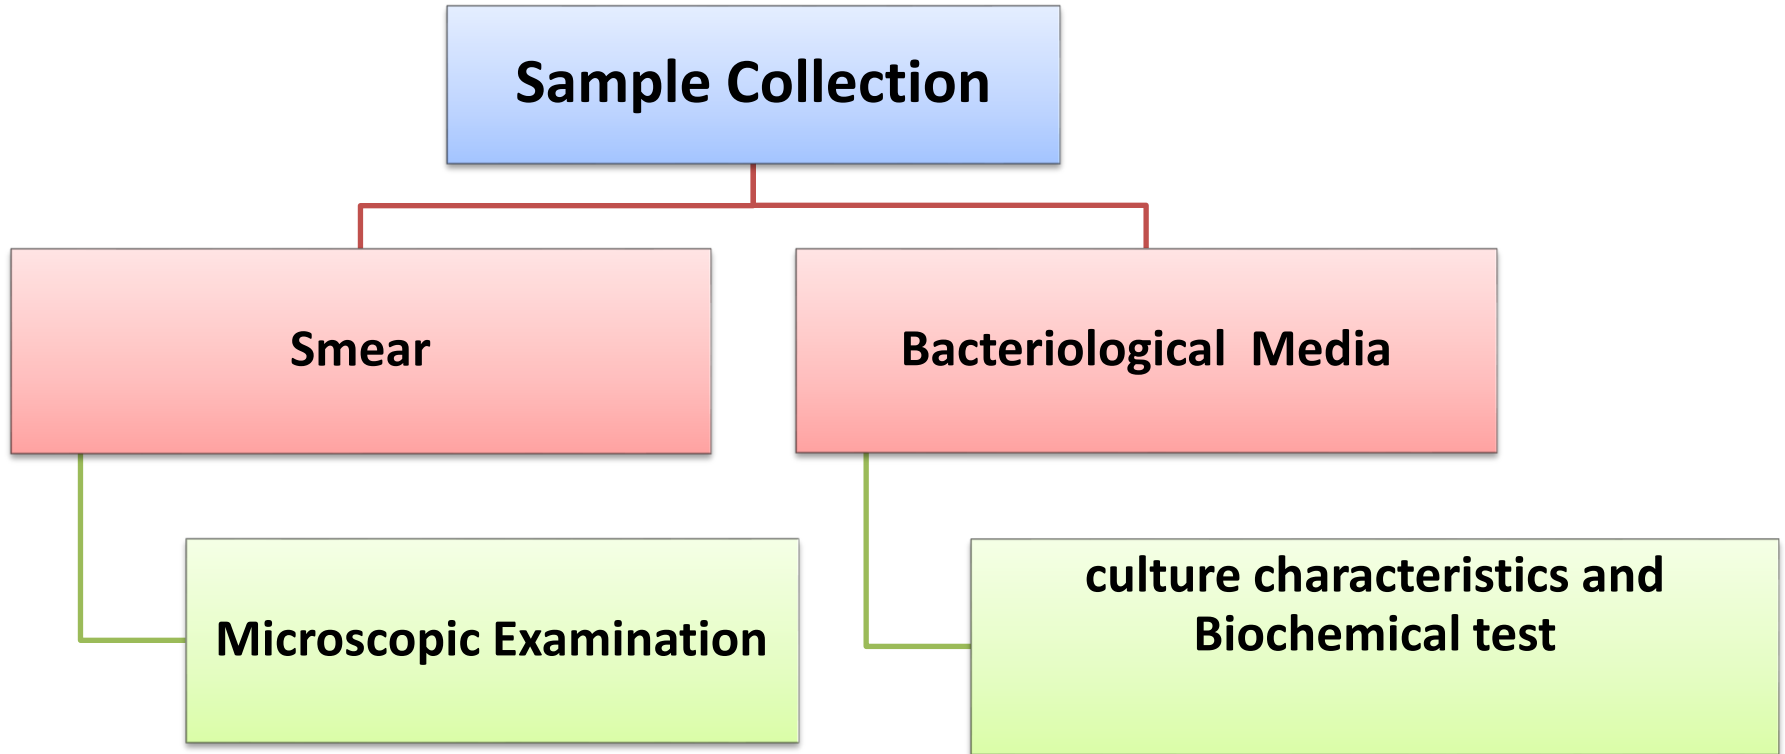 Sample Collection
Smear
Bacteriological  Media
Microscopic Examination
culture characteristics and
Biochemical test